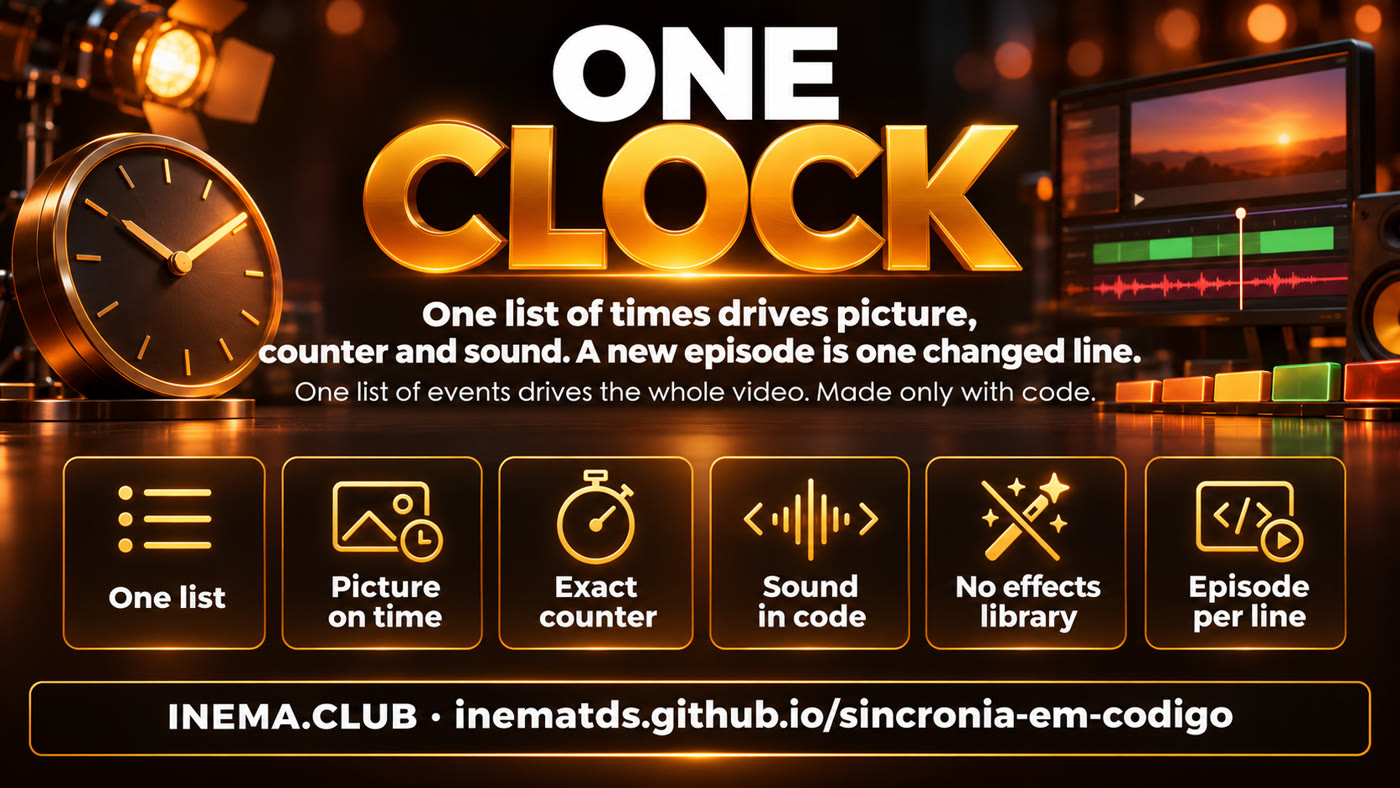 ONE
CLOCK
One list of times drives picture,
counter and sound. A new episode is one changed line.
One list of events drives the whole video. Made only with code.
One list
Picture
on time
Exact
counter
Sound
in code
No effects
library
Episode
per line
INEMA.CLUB • inematds.github.io/sincronia-em-codigo